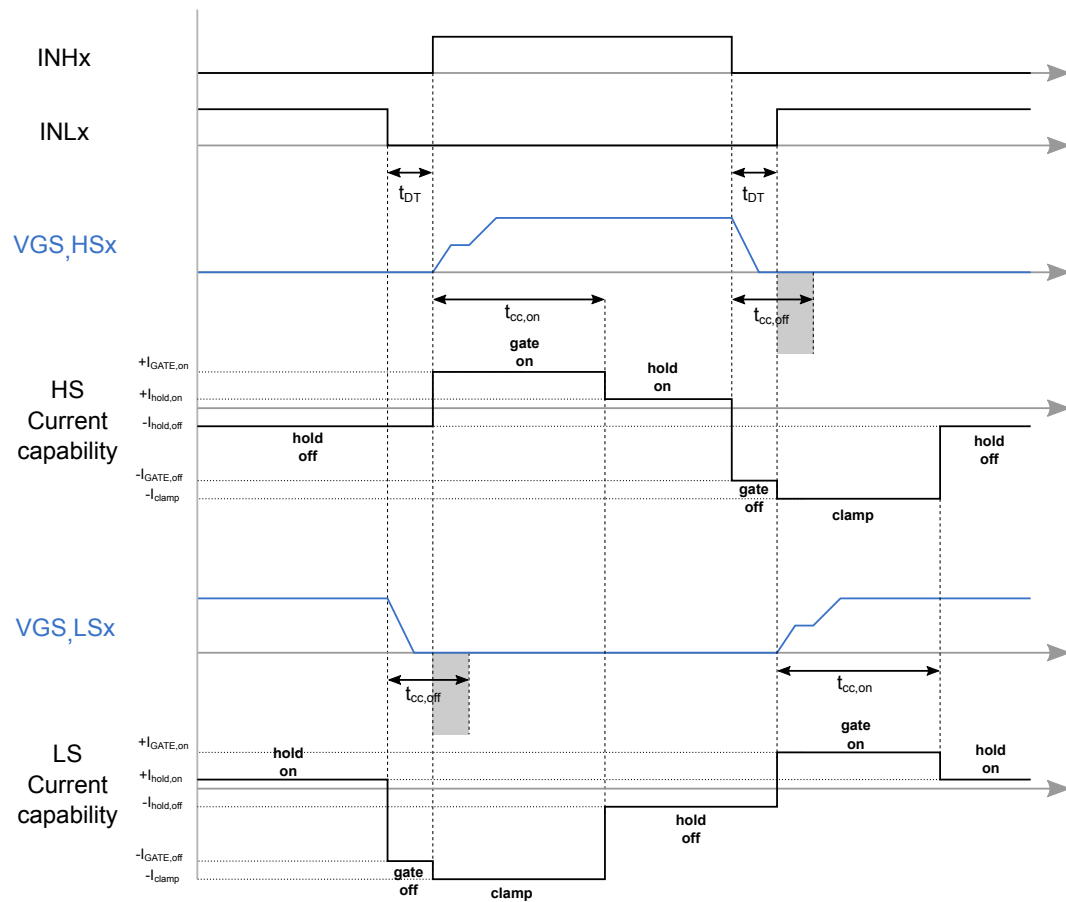 INHx
INLx
tDT
tDT
VGS,HSx
tcc,on
tcc,off
+IGATE,on
gate
on
hold
on
+Ihold,on
HS
Current
capability
-Ihold,off
hold
off
hold
off
-IGATE,off
-Iclamp
gate
off
clamp
VGS,LSx
tcc,off
tcc,on
+IGATE,on
gate
on
LS
Current
capability
hold
on
hold
on
+Ihold,on
-Ihold,off
hold
off
-IGATE,off
-Iclamp
gate
off
clamp